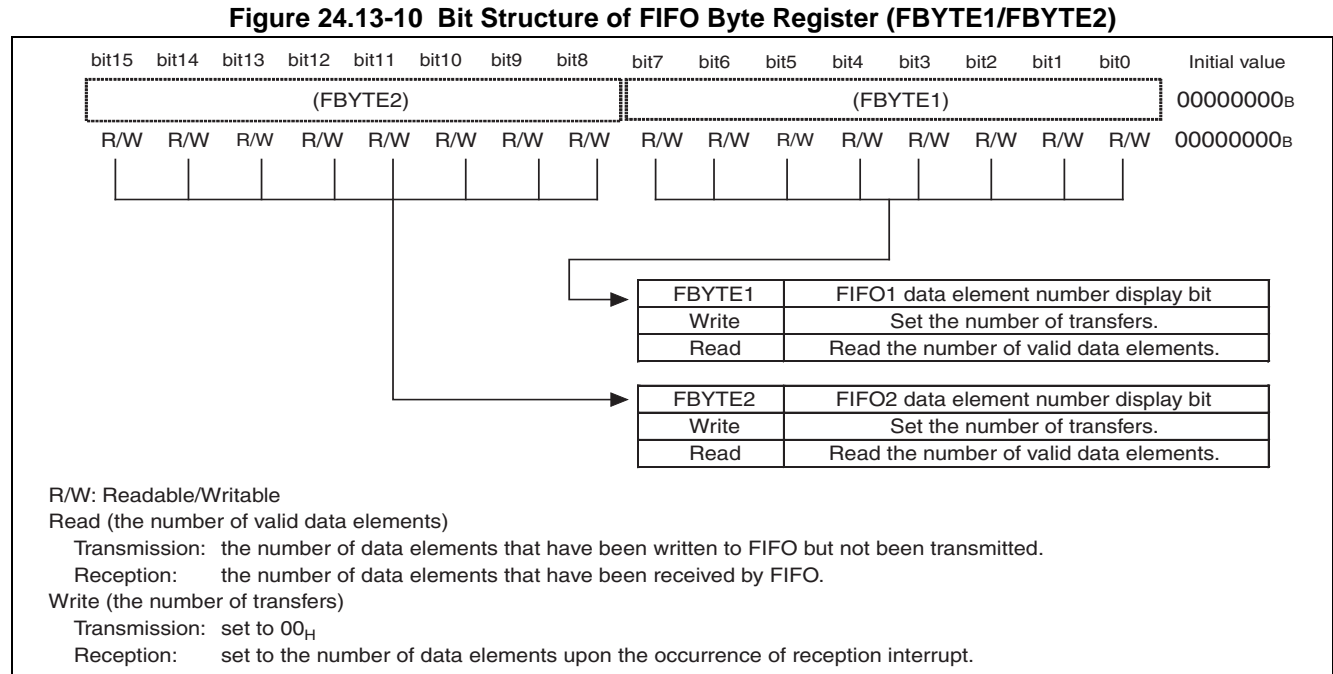 Figure 24.13-10 Bit Structure of FIFO Byte Register (FBYTE1/FBYTE2)
bit15 bit14 bit13 bit12 bit11 bit10 bit9 bit8 bit7 bit6 bit5 bit4 bit3 bit2 bit1 bit0 Initial value
(FBYTE2) (FBYTE1) 00000000B
R/W R/W R/W R/W R/W R/W R/W R/W R/W R/W R/W R/W R/W R/W R/W R/W 00000000B
FBYTE1 FIFO1 data element number display bit
Write Set the number of transfers.
Read Read the number of valid data elements.
FBYTE2 FIFO2 data element number display bit
Write Set the number of transfers.
Read Read the number of valid data elements.
R/W: Readable/Writable
Read (the number of valid data elements)
Transmission: the number of data elements that have been written to FIFO but not been transmitted.
Reception: the number of data elements that have been received by FIFO.
Write (the number of transfers)
Transmission: set to 00H
Reception: set to the number of data elements upon the occurrence of reception interrupt.